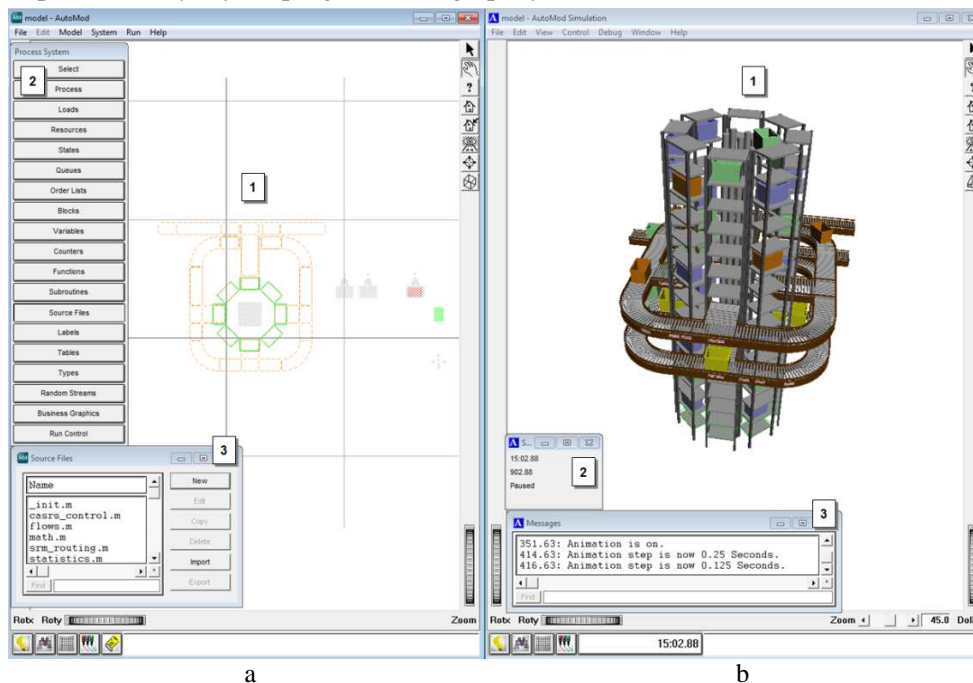 model - AutoMod
File Edit Model System Run Help
Process System
Select
2
Process
Loads
Resources
States
Queues
Order Lists
Blocks
Variables
Counters
Functions
Subroutines
Source Files
Labels
Tables
Types
Random Streams
Business Graphics
Run Control
1
?
Source Files
3
Name
_init.m
casrs_control.m
flows.m
math.m
srm_routing.m
statistics.m
Find
New
Edit
Copy
Delete
Import
Export
Rotx Roty
Zoom
a
model - AutoMod Simulation
File Edit View Control Debug Window Help
1
?
S...
15:02.88
902.88
Paused
2
Messages
3
351.63: Animation is on.
414.63: Animation step is now 0.25 Seconds.
416.63: Animation step is now 0.125 Seconds.
Find
Rotx Roty
Zoom
45.0
Doll
15:02.88
b